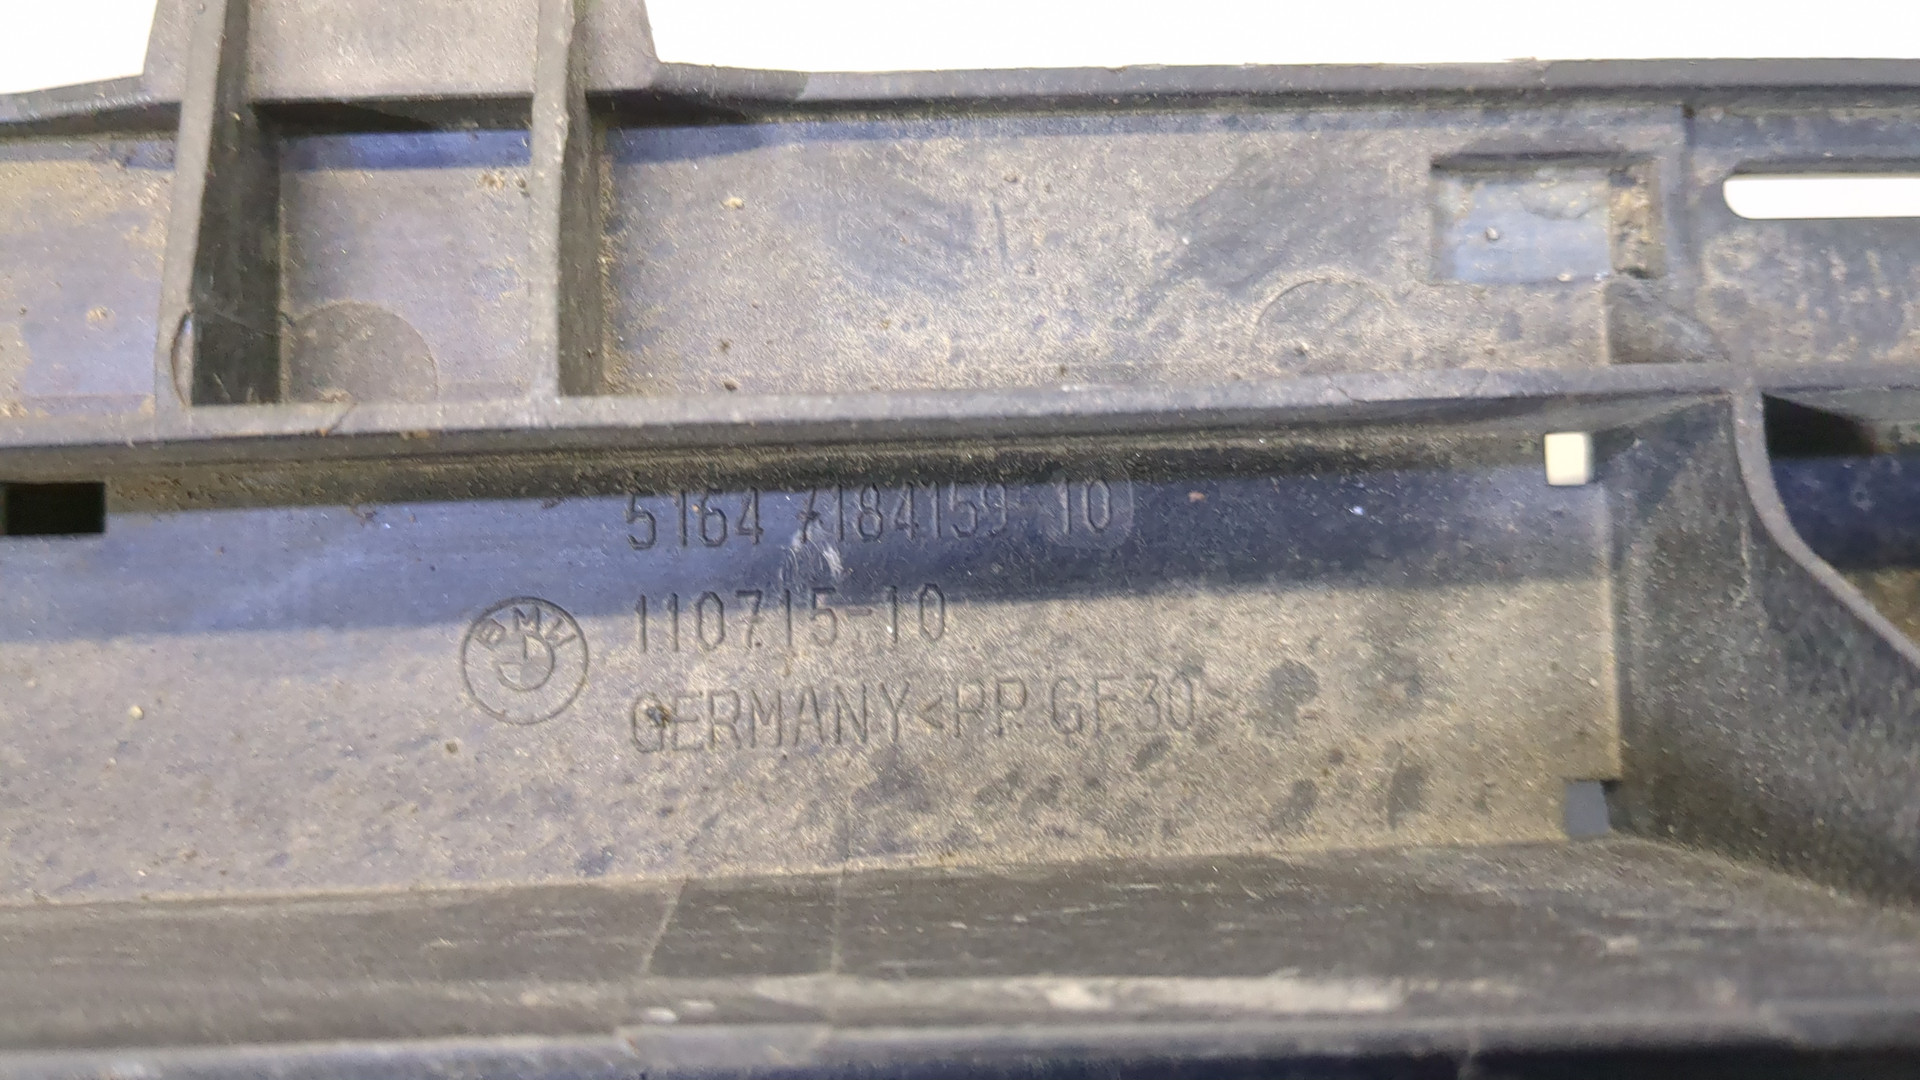 5164 7184159 10
110715-10
BMW
GERMANY <PP GF30>